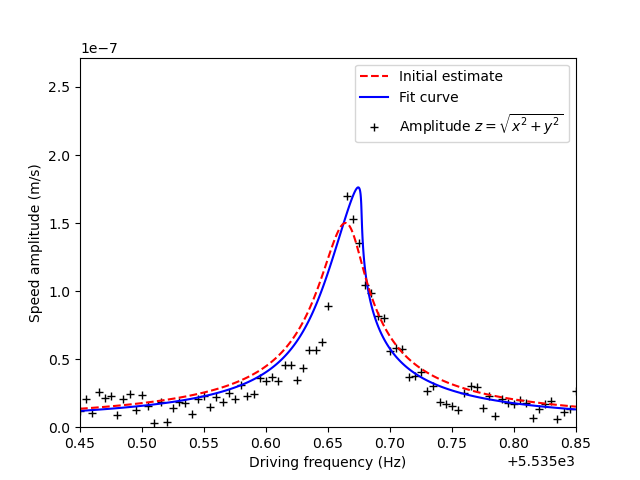 1e−7
Initial estimate
Fit curve
Amplitude z = √x² + y²
2.5
2.0
1.5
1.0
0.5
0.0
Speed amplitude (m/s)
0.45 0.50 0.55 0.60 0.65 0.70 0.75 0.80 0.85
Driving frequency (Hz)
+5.535e3